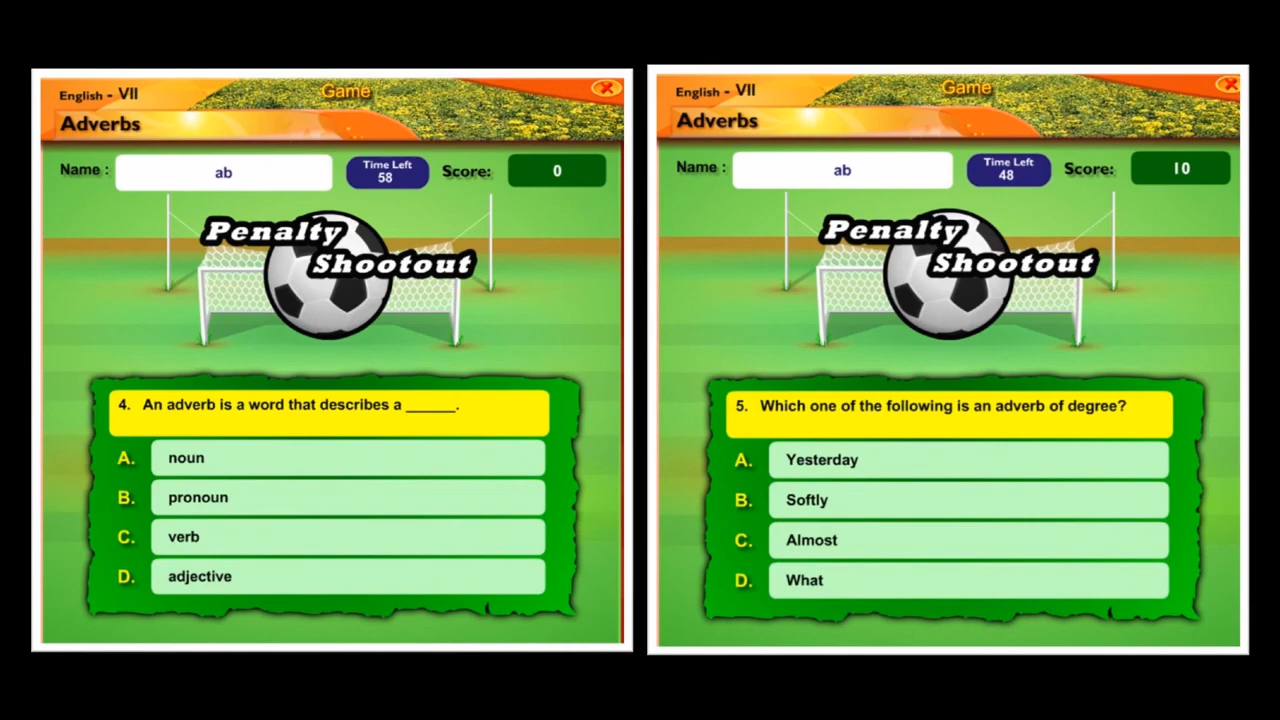 English - VII
Game
Adverbs
Name :
ab
Time Left
58
Score:
0
Penalty
Shootout
4. An adverb is a word that describes a ______.
A. noun
B. pronoun
C. verb
D. adjective
English - VII
Game
Adverbs
Name :
ab
Time Left
48
Score:
10
Penalty
Shootout
5. Which one of the following is an adverb of degree?
A. Yesterday
B. Softly
C. Almost
D. What